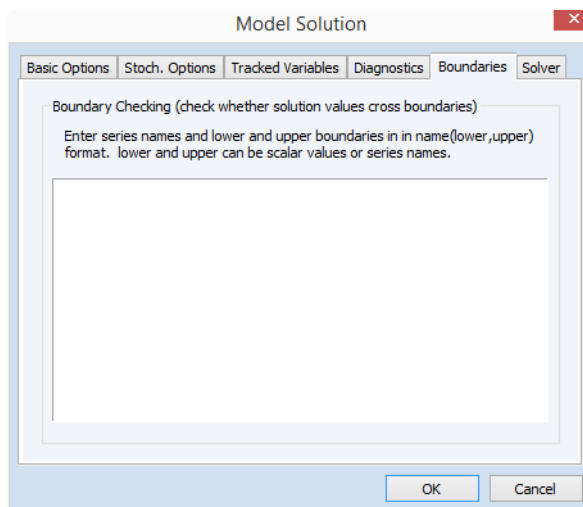 Model Solution
Basic Options Stoch. Options Tracked Variables Diagnostics Boundaries Solver
Boundary Checking (check whether solution values cross boundaries)
Enter series names and lower and upper boundaries in in name(lower,upper)
format. lower and upper can be scalar values or series names.
OK Cancel